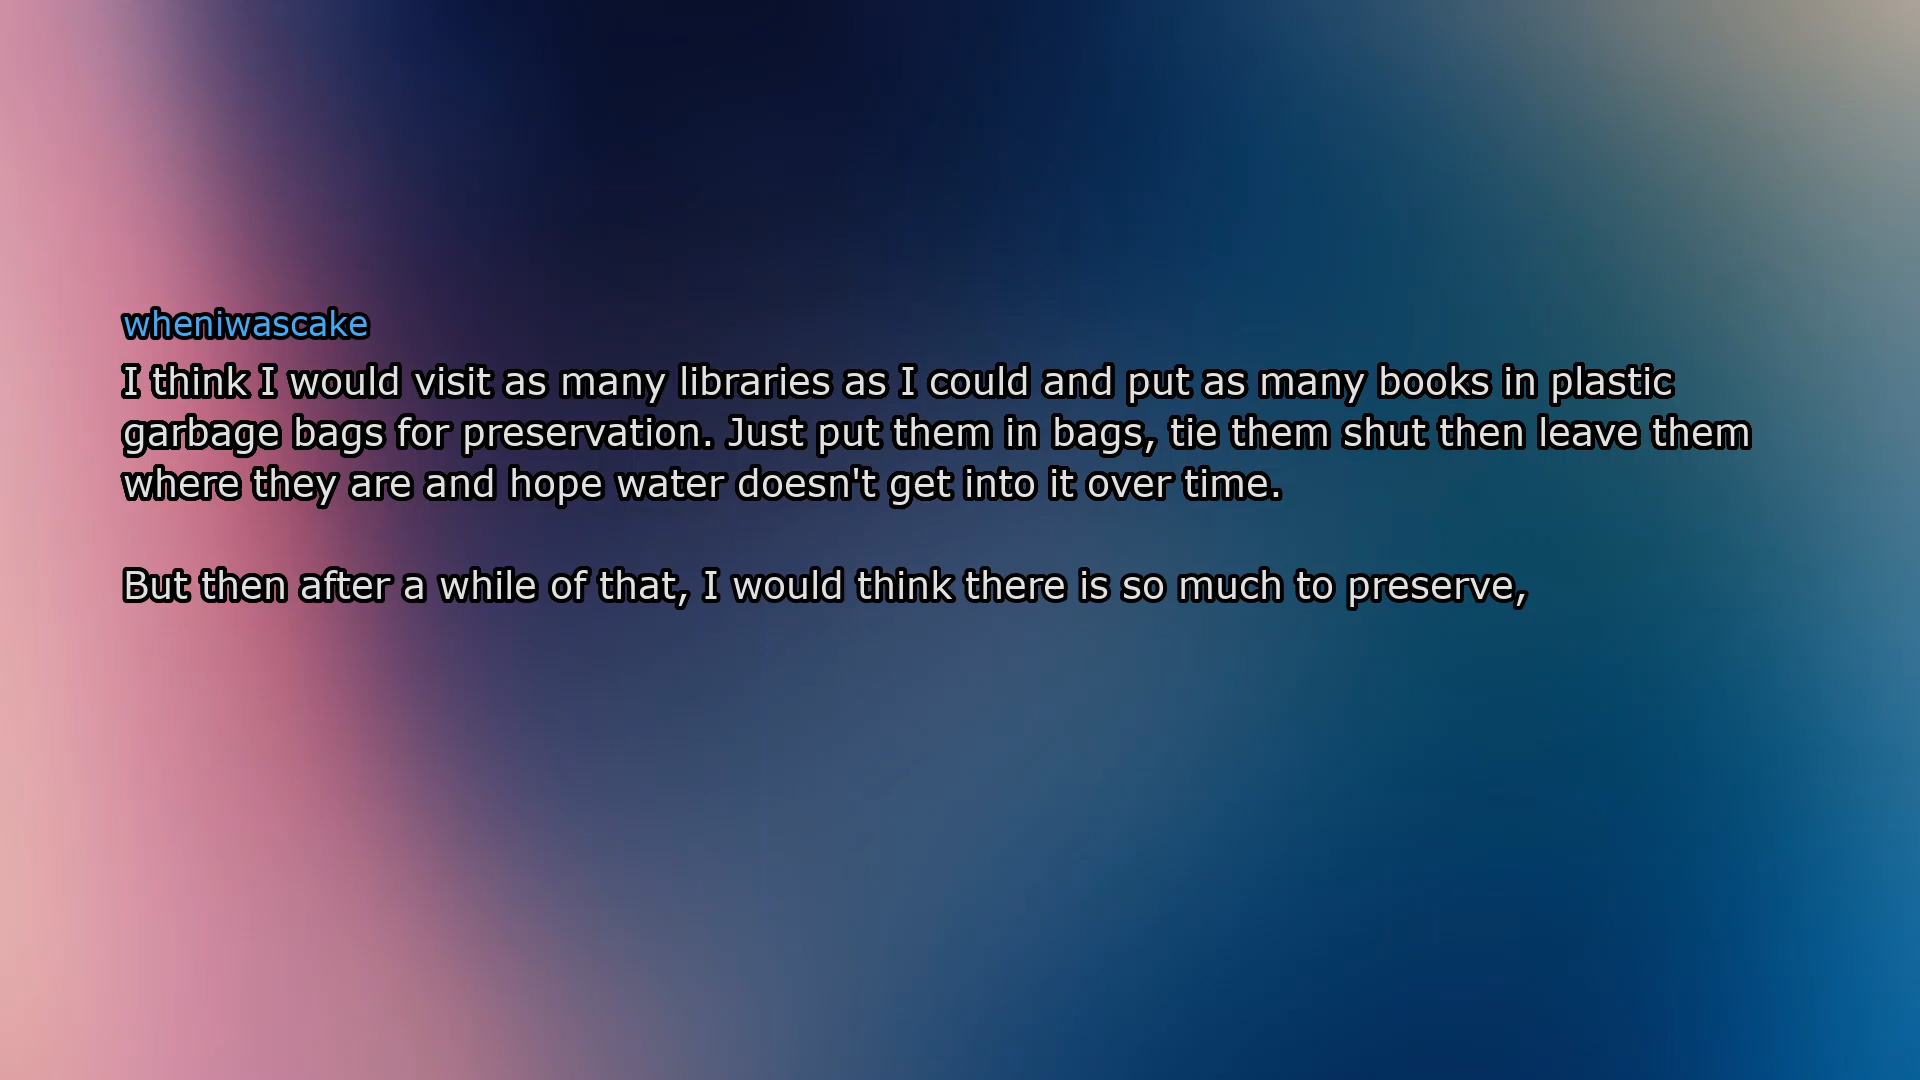 wheniwascake
I think I would visit as many libraries as I could and put as many books in plastic
garbage bags for preservation. Just put them in bags, tie them shut then leave them
where they are and hope water doesn't get into it over time.
But then after a while of that, I would think there is so much to preserve,